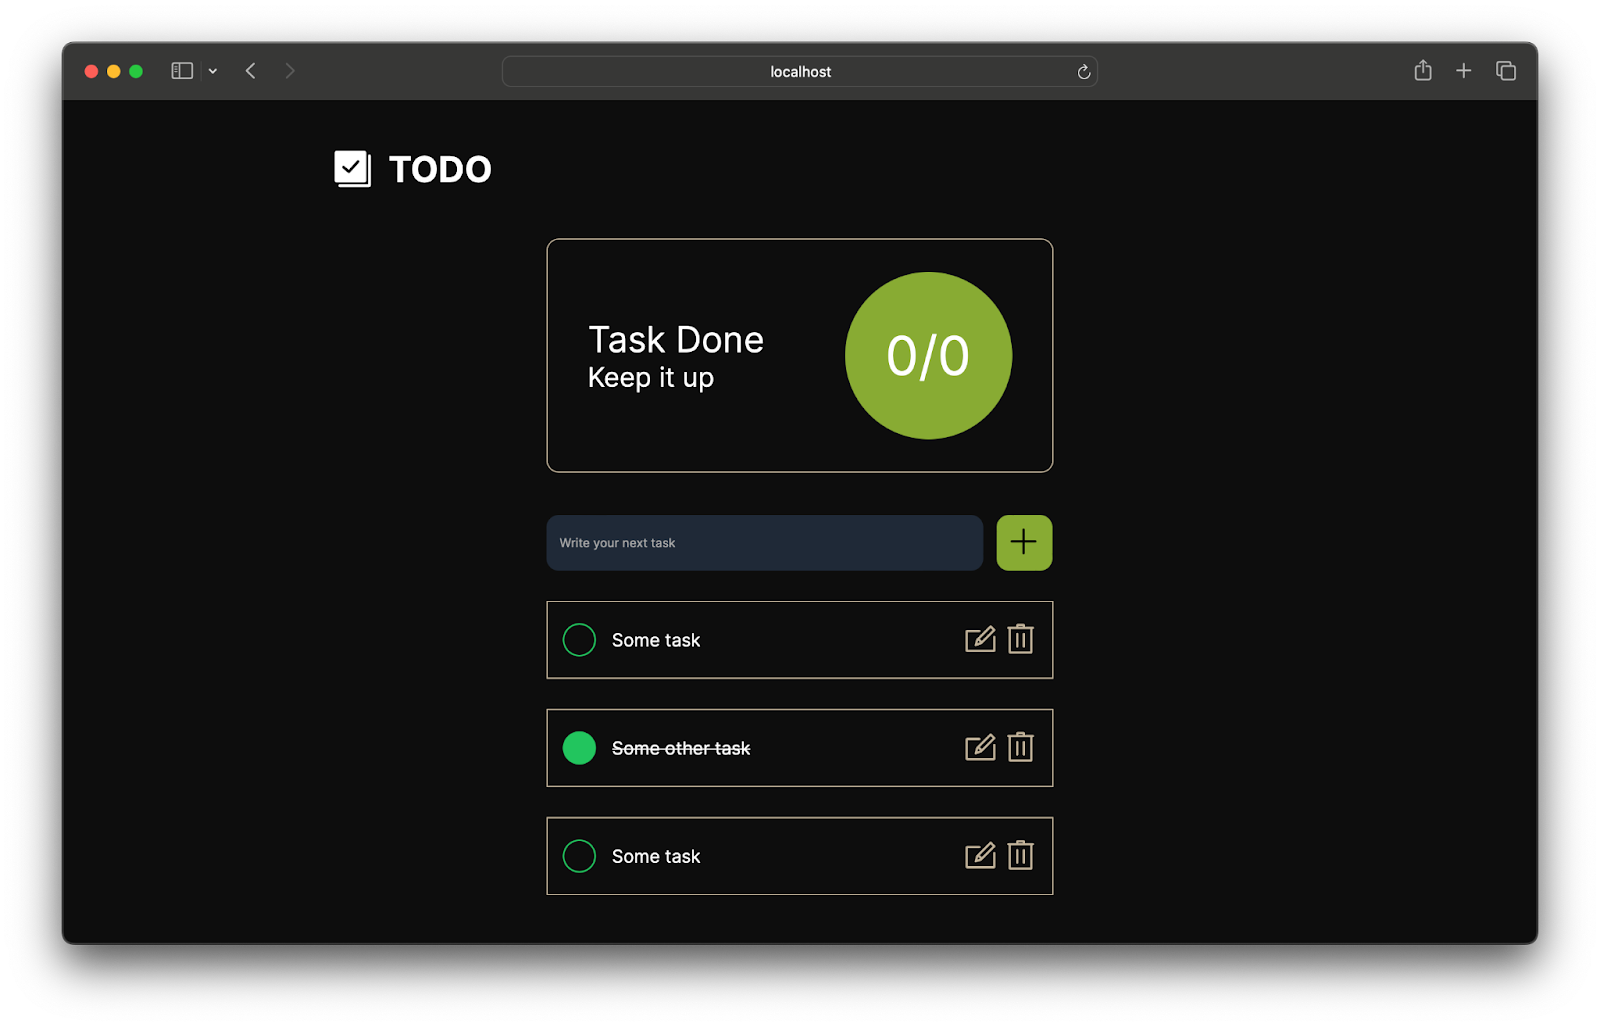 localhost
TODO
Task Done
Keep it up
0/0
Write your next task
Some task
Some other task
Some task